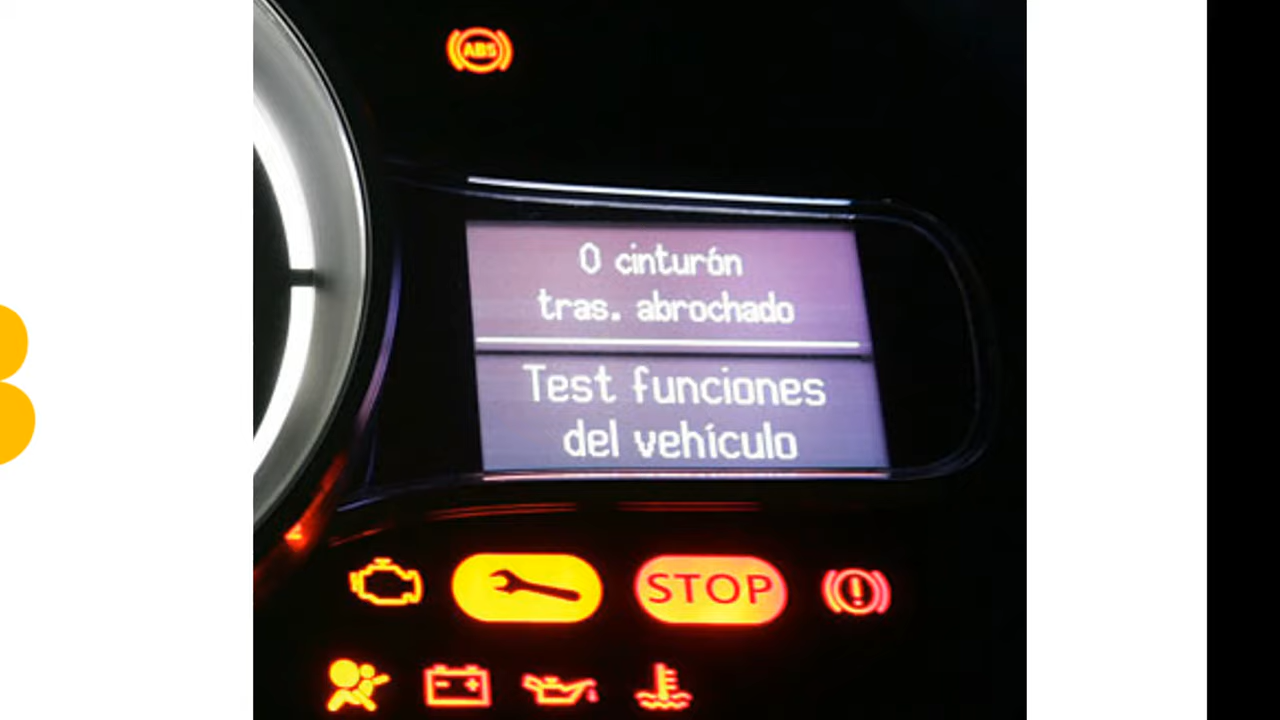 ABS
0 cinturón
tras. abrochado
Test funciones
del vehículo
STOP